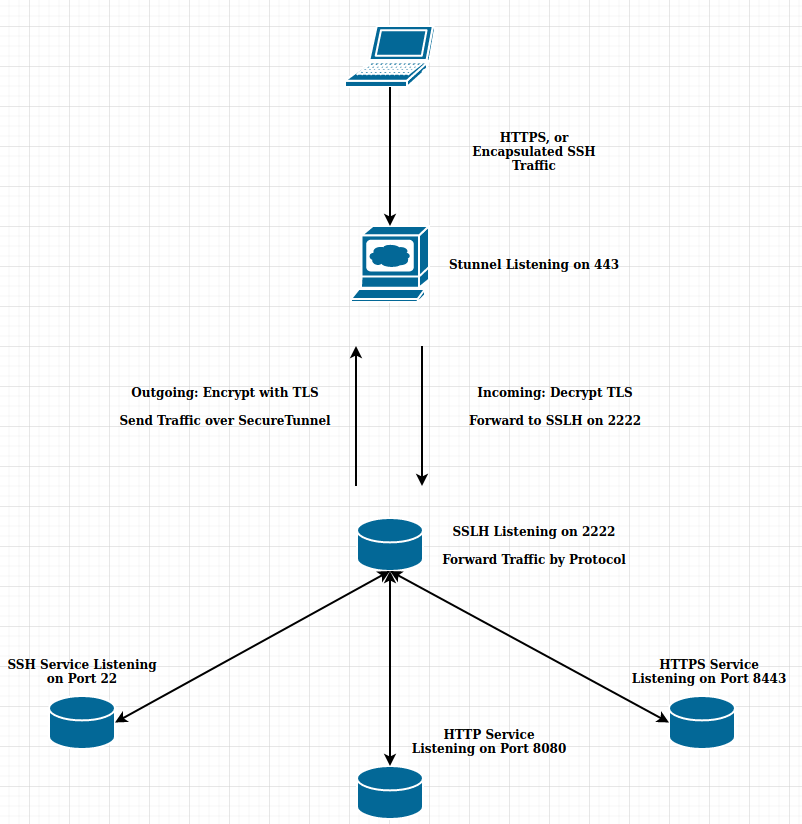 HTTPS, or
Encapsulated SSH
Traffic
Stunnel Listening on 443
Outgoing: Encrypt with TLS
Send Traffic over SecureTunnel
Incoming: Decrypt TLS
Forward to SSLH on 2222
SSLH Listening on 2222
Forward Traffic by Protocol
SSH Service Listening
on Port 22
HTTPS Service
Listening on Port 8443
HTTP Service
Listening on Port 8080